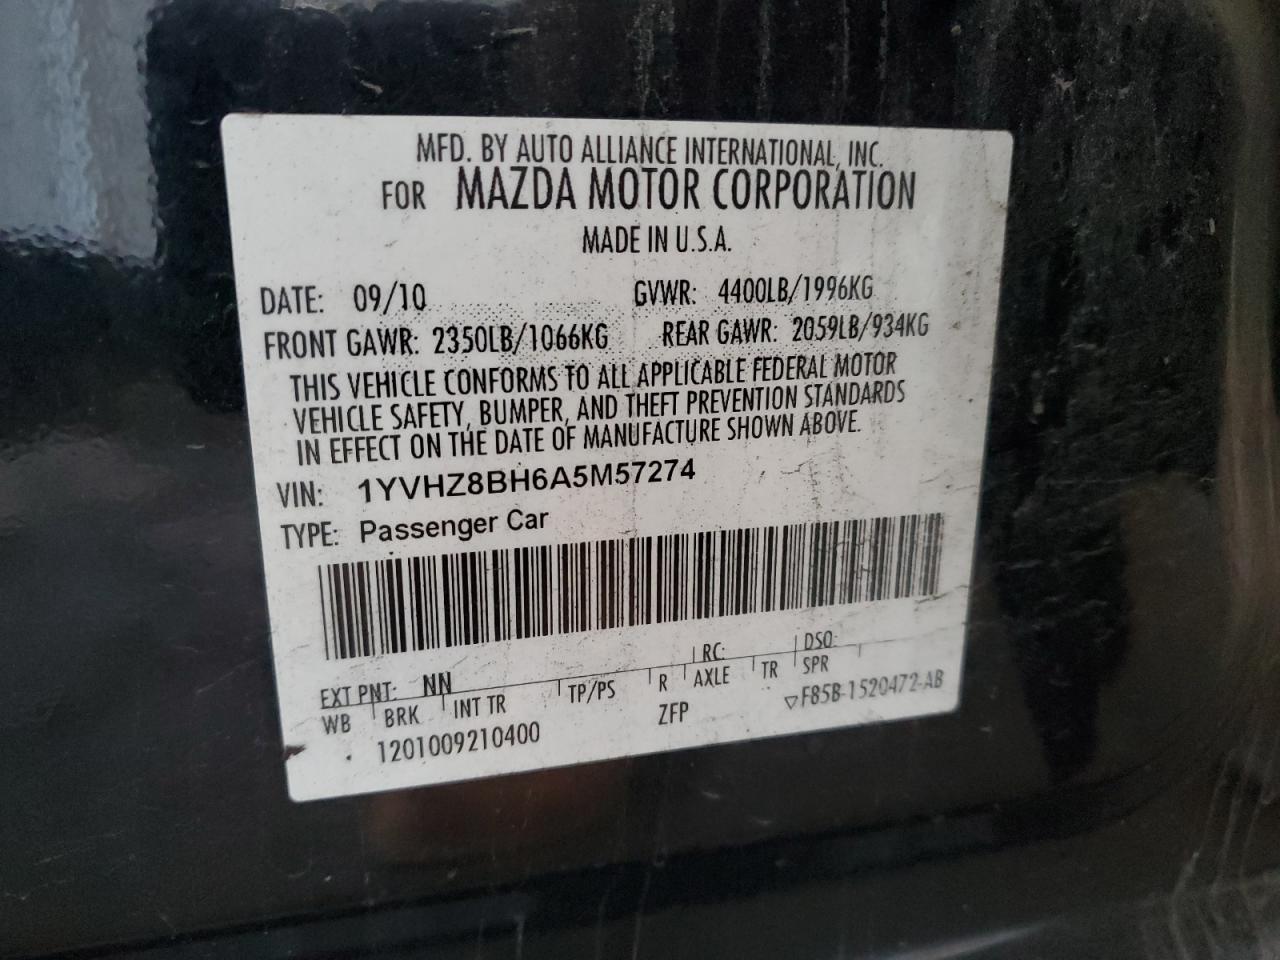 MFD. BY AUTO ALLIANCE INTERNATIONAL, INC.
FOR MAZDA MOTOR CORPORATION
MADE IN U.S.A.
DATE: 09/10 GVWR: 4400LB/1996KG
FRONT GAWR: 2350LB/1066KG REAR GAWR: 2059LB/934KG
THIS VEHICLE CONFORMS TO ALL APPLICABLE FEDERAL MOTOR
VEHICLE SAFETY, BUMPER, AND THEFT PREVENTION STANDARDS
IN EFFECT ON THE DATE OF MANUFACTURE SHOWN ABOVE.
VIN: 1YVHZ8BH6A5M57274
TYPE: Passenger Car
EXT PNT: NN RC: DSO:
WB BRK INT TR TP/PS R AXLE TR SPR
1201009210400 ZFP ▽F85B-1520472-AB